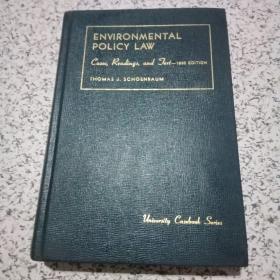 ENVIRONMENTAL
POLICY LAW
Cases, Readings, and Text—1985 EDITION
THOMAS J. SCHOENBAUM
University Casebook Series